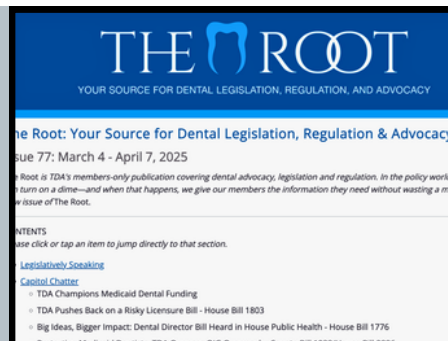 THE ROOT
YOUR SOURCE FOR DENTAL LEGISLATION, REGULATION, AND ADVOCACY
he Root: Your Source for Dental Legislation, Regulation & Advocacy
sue 77: March 4 - April 7, 2025
e Root is TDA's members-only publication covering dental advocacy, legislation and regulation. In the policy worl
n turn on a dime—and when that happens, we give our members the information they need without wasting a m
w issue of The Root.
NTENTS
ase click or tap an item to jump directly to that section.
Legislatively Speaking
Capitol Chatter
TDA Champions Medicaid Dental Funding
TDA Pushes Back on a Risky Licensure Bill - House Bill 1803
Big Ideas, Bigger Impact: Dental Director Bill Heard in House Public Health - House Bill 1776